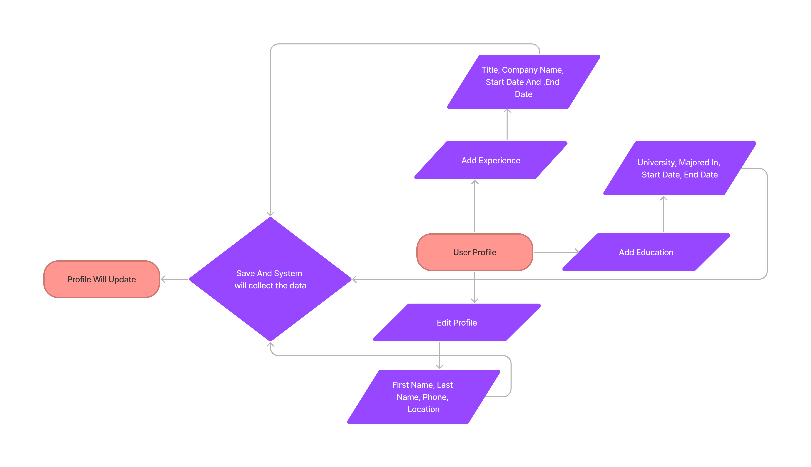 Title, Company Name,
Start Date And .End
Date
Add Experience
University, Majored In,
Start Date, End Date
User Profile
Add Education
Save And System
will collect the data
Profile Will Update
Edit Profile
First Name, Last
Name, Phone,
Location